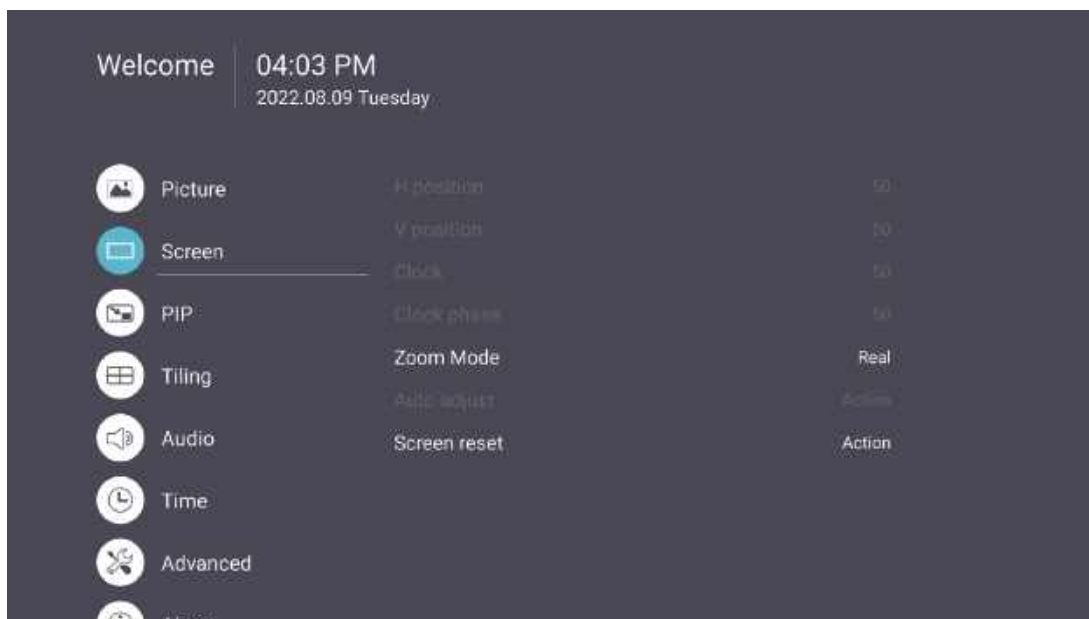 Welcome
04:03 PM
2022.08.09 Tuesday
Picture
Screen
PIP
Tiling
Audio
Time
Advanced
H position 50
V position 50
Clock 50
Clock phase 50
Zoom Mode Real
Auto adjust Action
Screen reset Action